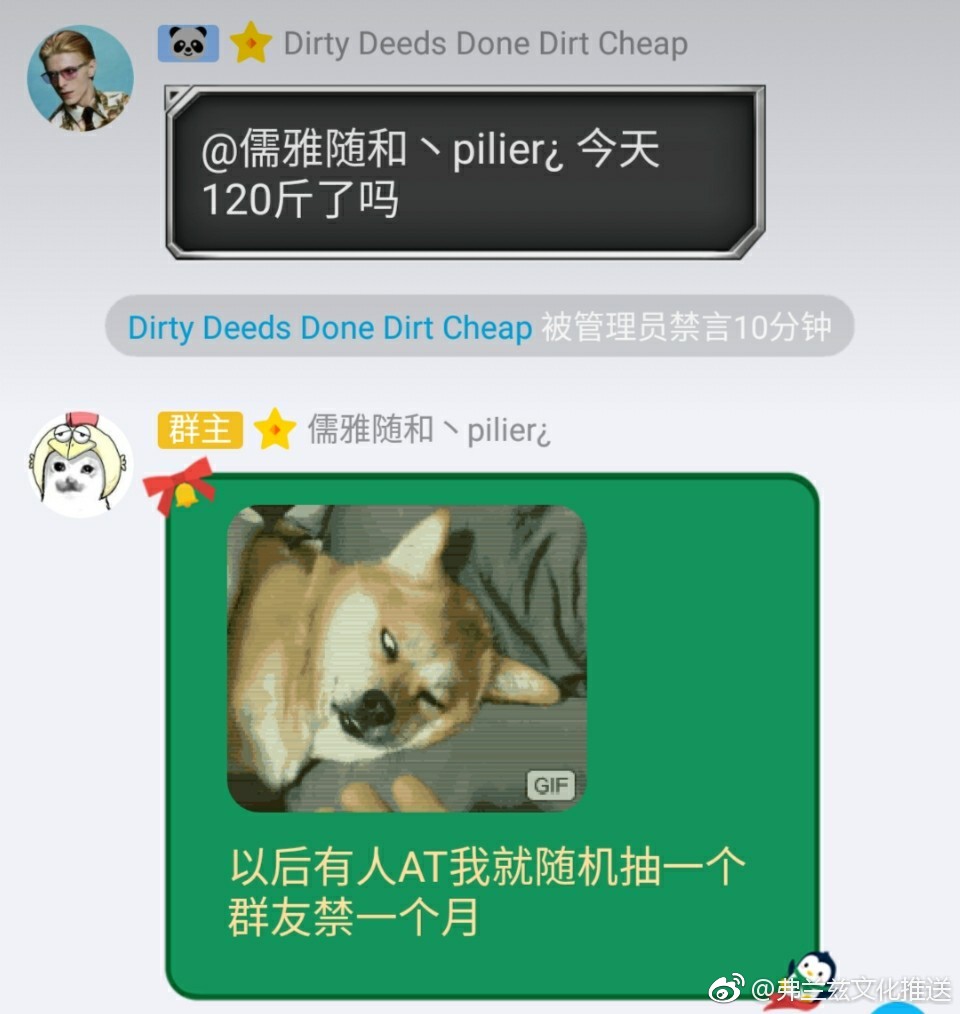 Dirty Deeds Done Dirt Cheap
@儒雅随和丶pilier¿ 今天
120斤了吗
Dirty Deeds Done Dirt Cheap 被管理员禁言10分钟
群主 儒雅随和丶pilier¿
GIF
以后有人AT我就随机抽一个
群友禁一个月
@弗兰兹文化推送